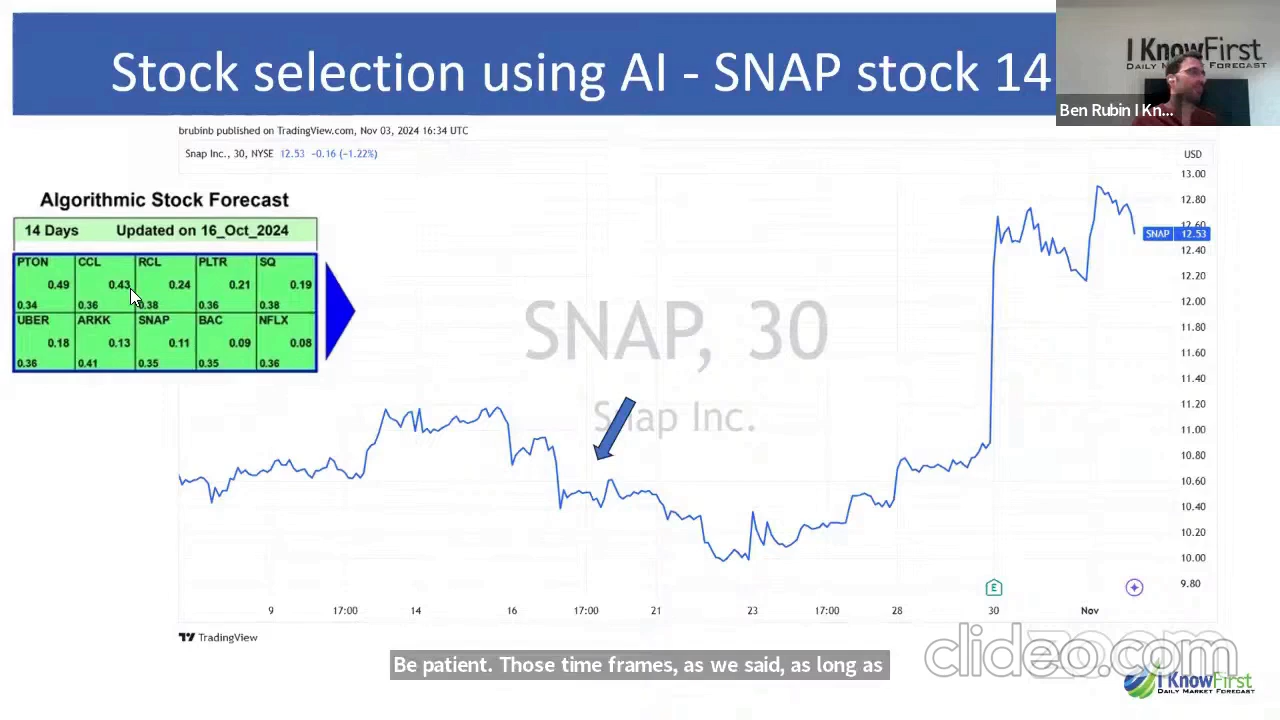 Stock selection using AI - SNAP stock 14
I KnowFirst
DAILY MARKET FORECAST
Ben Rubin I Kn...
brubinb published on TradingView.com, Nov 03, 2024 16:34 UTC
Snap Inc., 30, NYSE 12.53 −0.16 (−1.22%)
USD
Algorithmic Stock Forecast
14 Days Updated on 16_Oct_2024
PTON CCL RCL PLTR SQ
0.49 0.43 0.24 0.21 0.19
0.34 0.36 0.38 0.36 0.38
UBER ARKK SNAP BAC NFLX
0.18 0.13 0.11 0.09 0.08
0.36 0.41 0.35 0.35 0.36
SNAP, 30
Snap Inc.
13.00
12.80
12.60
SNAP 12.53
12.40
12.20
12.00
11.80
11.60
11.40
11.20
11.00
10.80
10.60
10.40
10.20
10.00
9.80
E
9 17:00 14 16 17:00 21 23 17:00 28 30 Nov
TradingView
Be patient. Those time frames, as we said, as long as
clideo.com
zoom
I KnowFirst
DAILY MARKET FORECAST